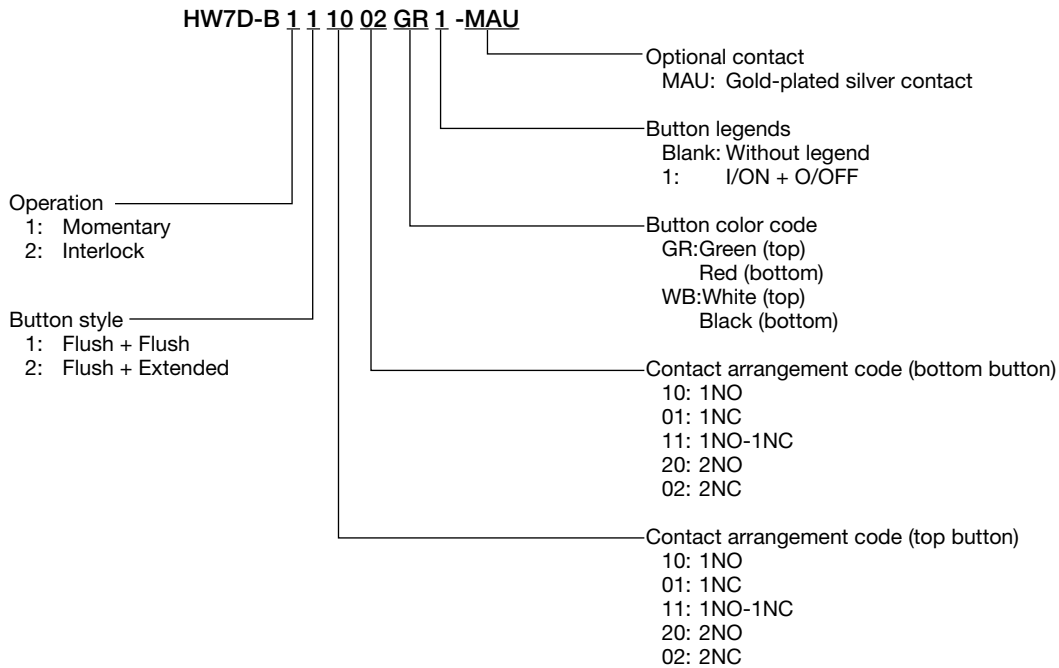 HW7D-B 1 1 10 02 GR 1 -MAU
Optional contact
MAU: Gold-plated silver contact
Button legends
Blank: Without legend
1: I/ON + O/OFF
Operation
1: Momentary
2: Interlock
Button color code
GR:Green (top)
Red (bottom)
WB:White (top)
Black (bottom)
Button style
1: Flush + Flush
2: Flush + Extended
Contact arrangement code (bottom button)
10: 1NO
01: 1NC
11: 1NO-1NC
20: 2NO
02: 2NC
Contact arrangement code (top button)
10: 1NO
01: 1NC
11: 1NO-1NC
20: 2NO
02: 2NC